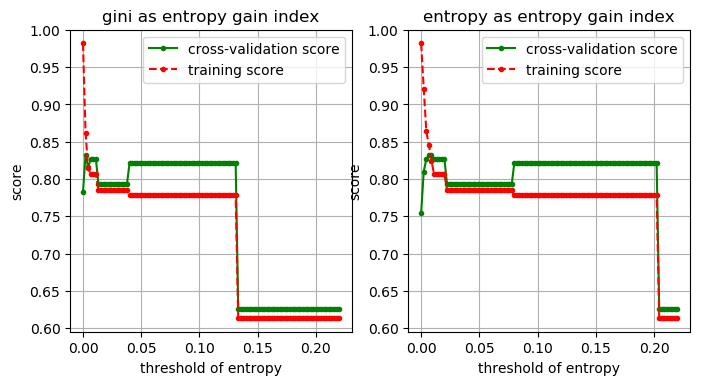 gini as entropy gain index
entropy as entropy gain index
1.00
0.95
0.90
0.85
0.80
0.75
0.70
0.65
0.60
score
cross-validation score
training score
0.00
0.05
0.10
0.15
0.20
threshold of entropy
1.00
0.95
0.90
0.85
0.80
0.75
0.70
0.65
0.60
score
cross-validation score
training score
0.00
0.05
0.10
0.15
0.20
threshold of entropy